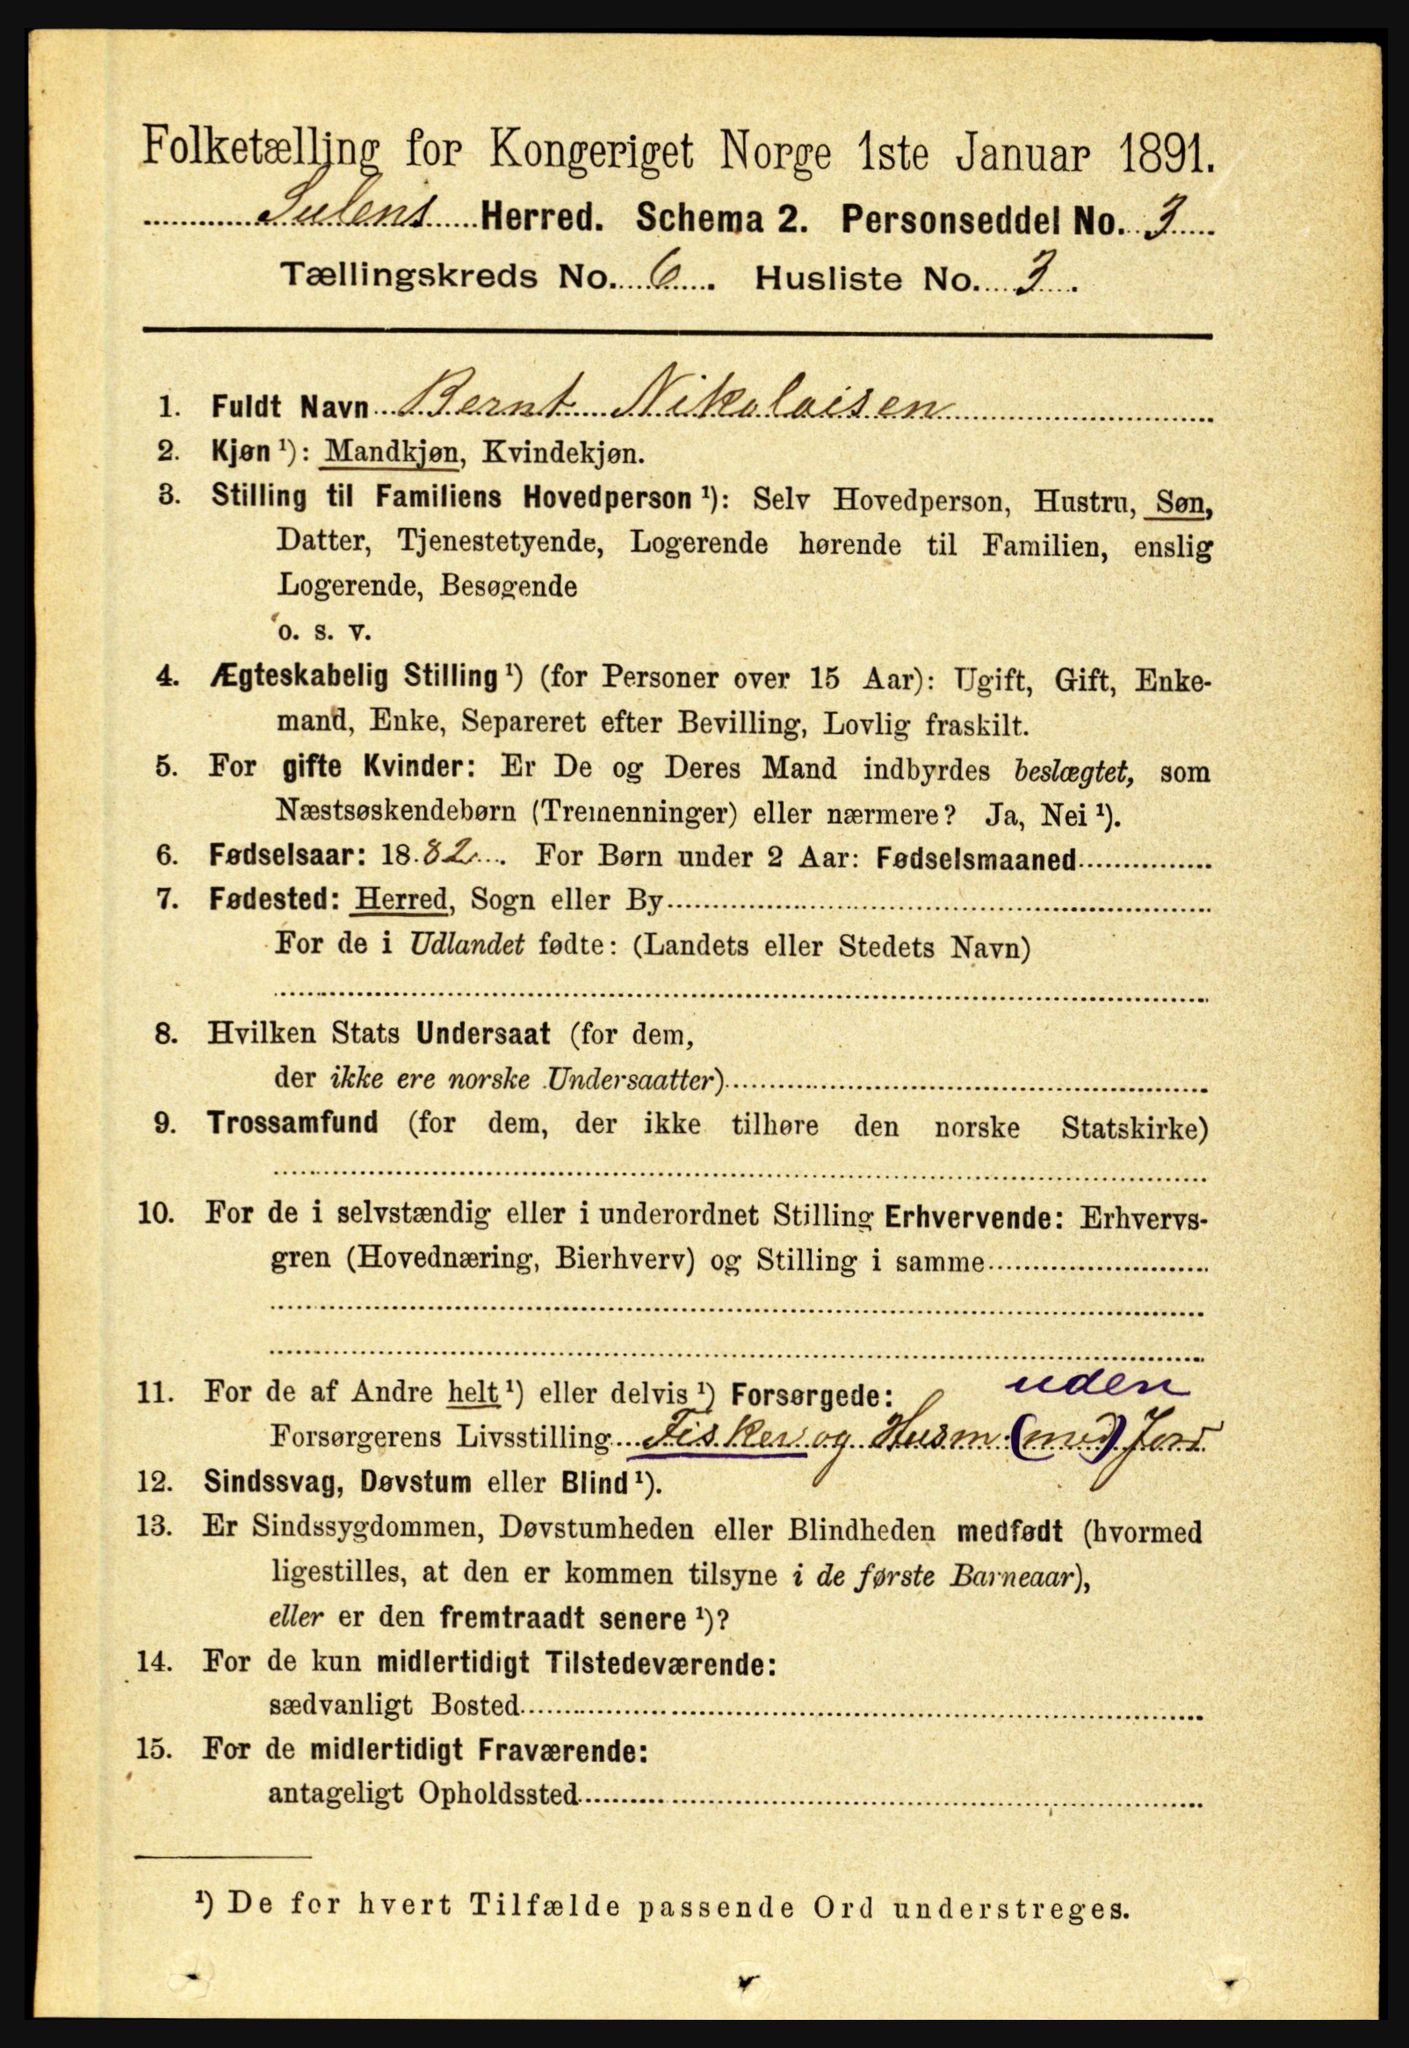 Folketælling for Kongeriget Norge 1ste Januar 1891.
Sulens Herred. Schema 2. Personseddel No. 3
Tællingskreds No. 6. Husliste No. 3.
1. Fuldt Navn Bernt Nikolaisen
2. Kjøn ¹): Mandkjøn, Kvindekjøn.
3. Stilling til Familiens Hovedperson ¹): Selv Hovedperson, Hustru, Søn,
Datter, Tjenestetyende, Logerende hørende til Familien, enslig
Logerende, Besøgende
o. s. v.
4. Ægteskabelig Stilling ¹) (for Personer over 15 Aar): Ugift, Gift, Enke-
mand, Enke, Separeret efter Bevilling, Lovlig fraskilt.
5. For gifte Kvinder: Er De og Deres Mand indbyrdes beslægtet, som
Næstsøskendebørn (Tremenninger) eller nærmere? Ja, Nei ¹).
6. Fødselsaar: 1882. For Børn under 2 Aar: Fødselsmaaned
7. Fødested: Herred, Sogn eller By
For de i Udlandet fødte: (Landets eller Stedets Navn)
8. Hvilken Stats Undersaat (for dem,
der ikke ere norske Undersaatter)
9. Trossamfund (for dem, der ikke tilhøre den norske Statskirke)
10. For de i selvstændig eller i underordnet Stilling Erhvervende: Erhvervs-
gren (Hovednæring, Bierhverv) og Stilling i samme
11. For de af Andre helt ¹) eller delvis ¹) Forsørgede: uden
Forsørgerens Livsstilling Fisker og Husm. (med) Jord
12. Sindssvag, Døvstum eller Blind ¹).
13. Er Sindssygdommen, Døvstumheden eller Blindheden medfødt (hvormed
ligestilles, at den er kommen tilsyne i de første Barneaar),
eller er den fremtraadt senere ¹)?
14. For de kun midlertidigt Tilstedeværende:
sædvanligt Bosted
15. For de midlertidigt Fraværende:
antageligt Opholdssted
¹) De for hvert Tilfælde passende Ord understreges.